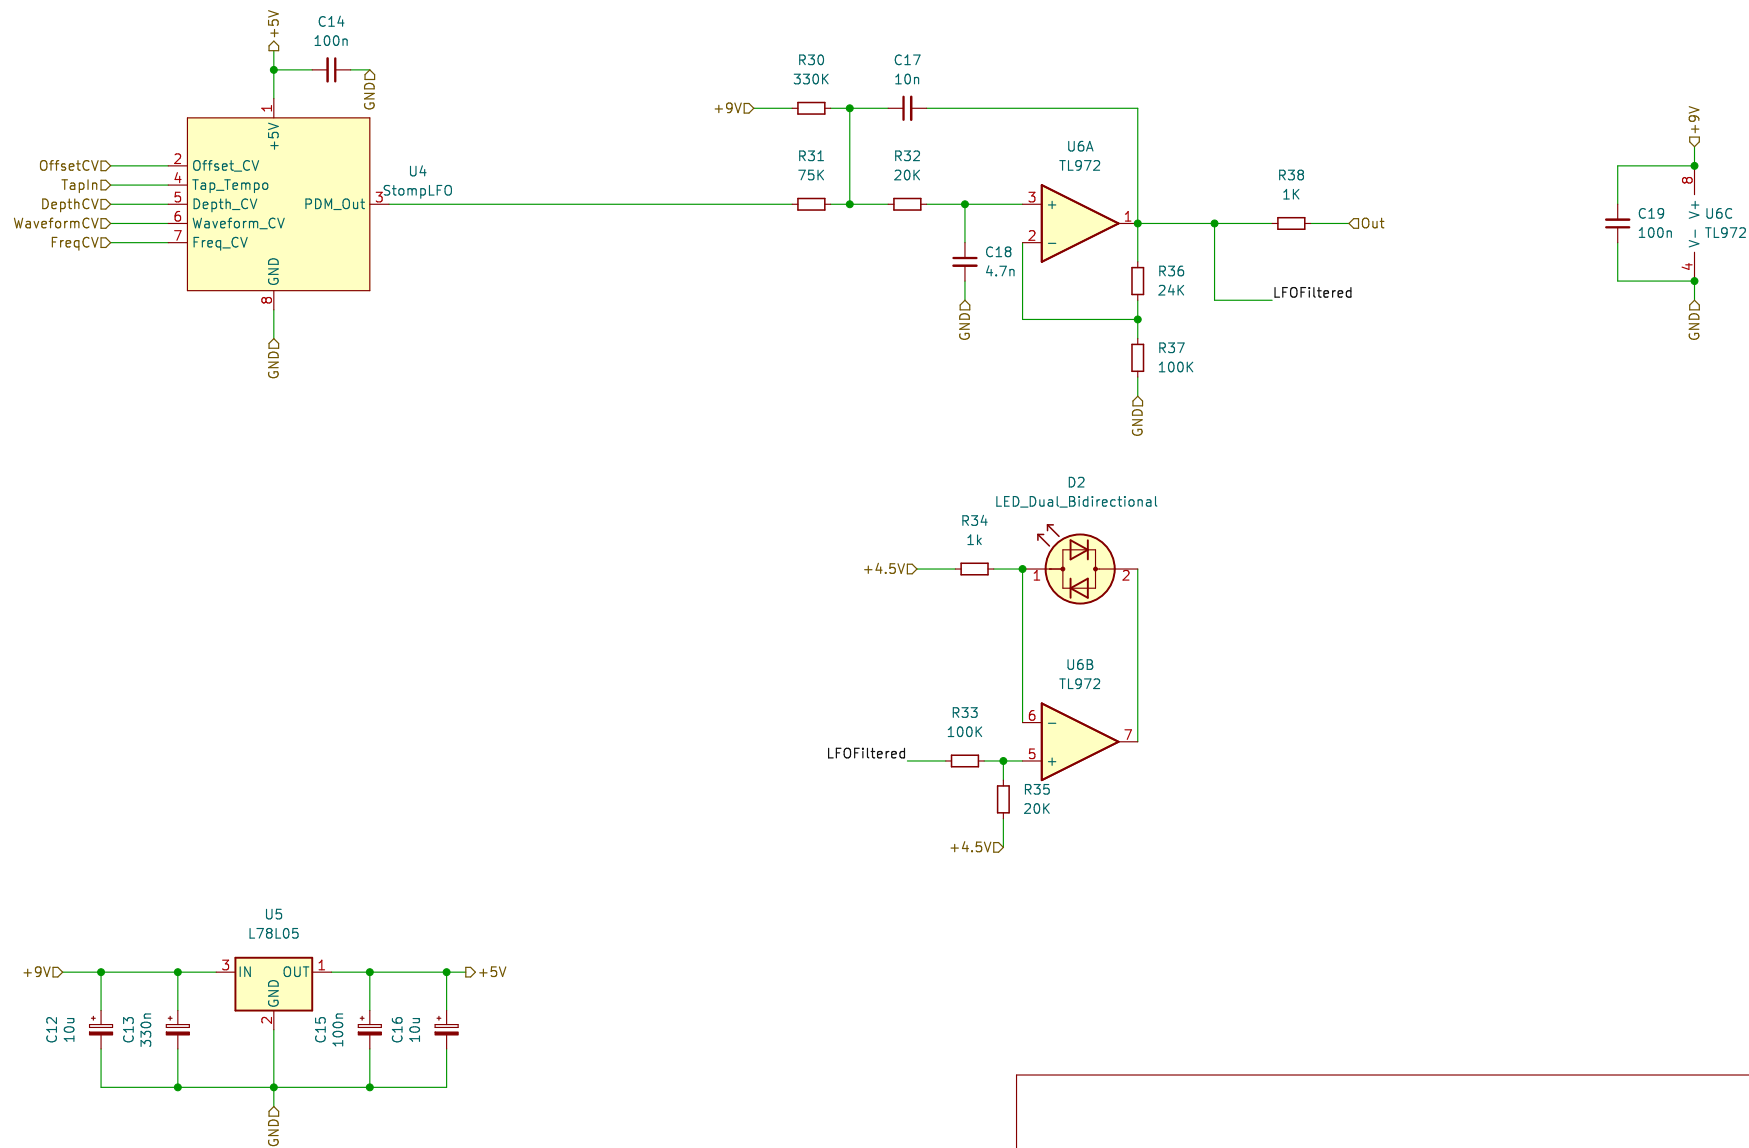 +5V
C14
100n
GND
1
+5V
OffsetCV
2
Offset_CV
TapIn
4
Tap_Tempo
DepthCV
5
Depth_CV
WaveformCV
6
Waveform_CV
FreqCV
7
Freq_CV
PDM_Out
3
U4
StompLFO
GND
8
GND
R30
330K
C17
10n
+9V
R31
75K
R32
20K
U6A
TL972
3
+
2
−
1
C18
4.7n
GND
R36
24K
R37
100K
GND
R38
1K
Out
LFOFiltered
+9V
8
V+
C19
100n
U6C
TL972
V-
4
GND
D2
LED_Dual_Bidirectional
R34
1k
+4.5V
1
2
U6B
TL972
6
−
7
5
+
R33
100K
LFOFiltered
R35
20K
+4.5V
U5
L78L05
+9V
3
IN
OUT
1
+5V
GND
2
C12
10u
+
C13
330n
+
C15
100n
+
C16
10u
+
GND